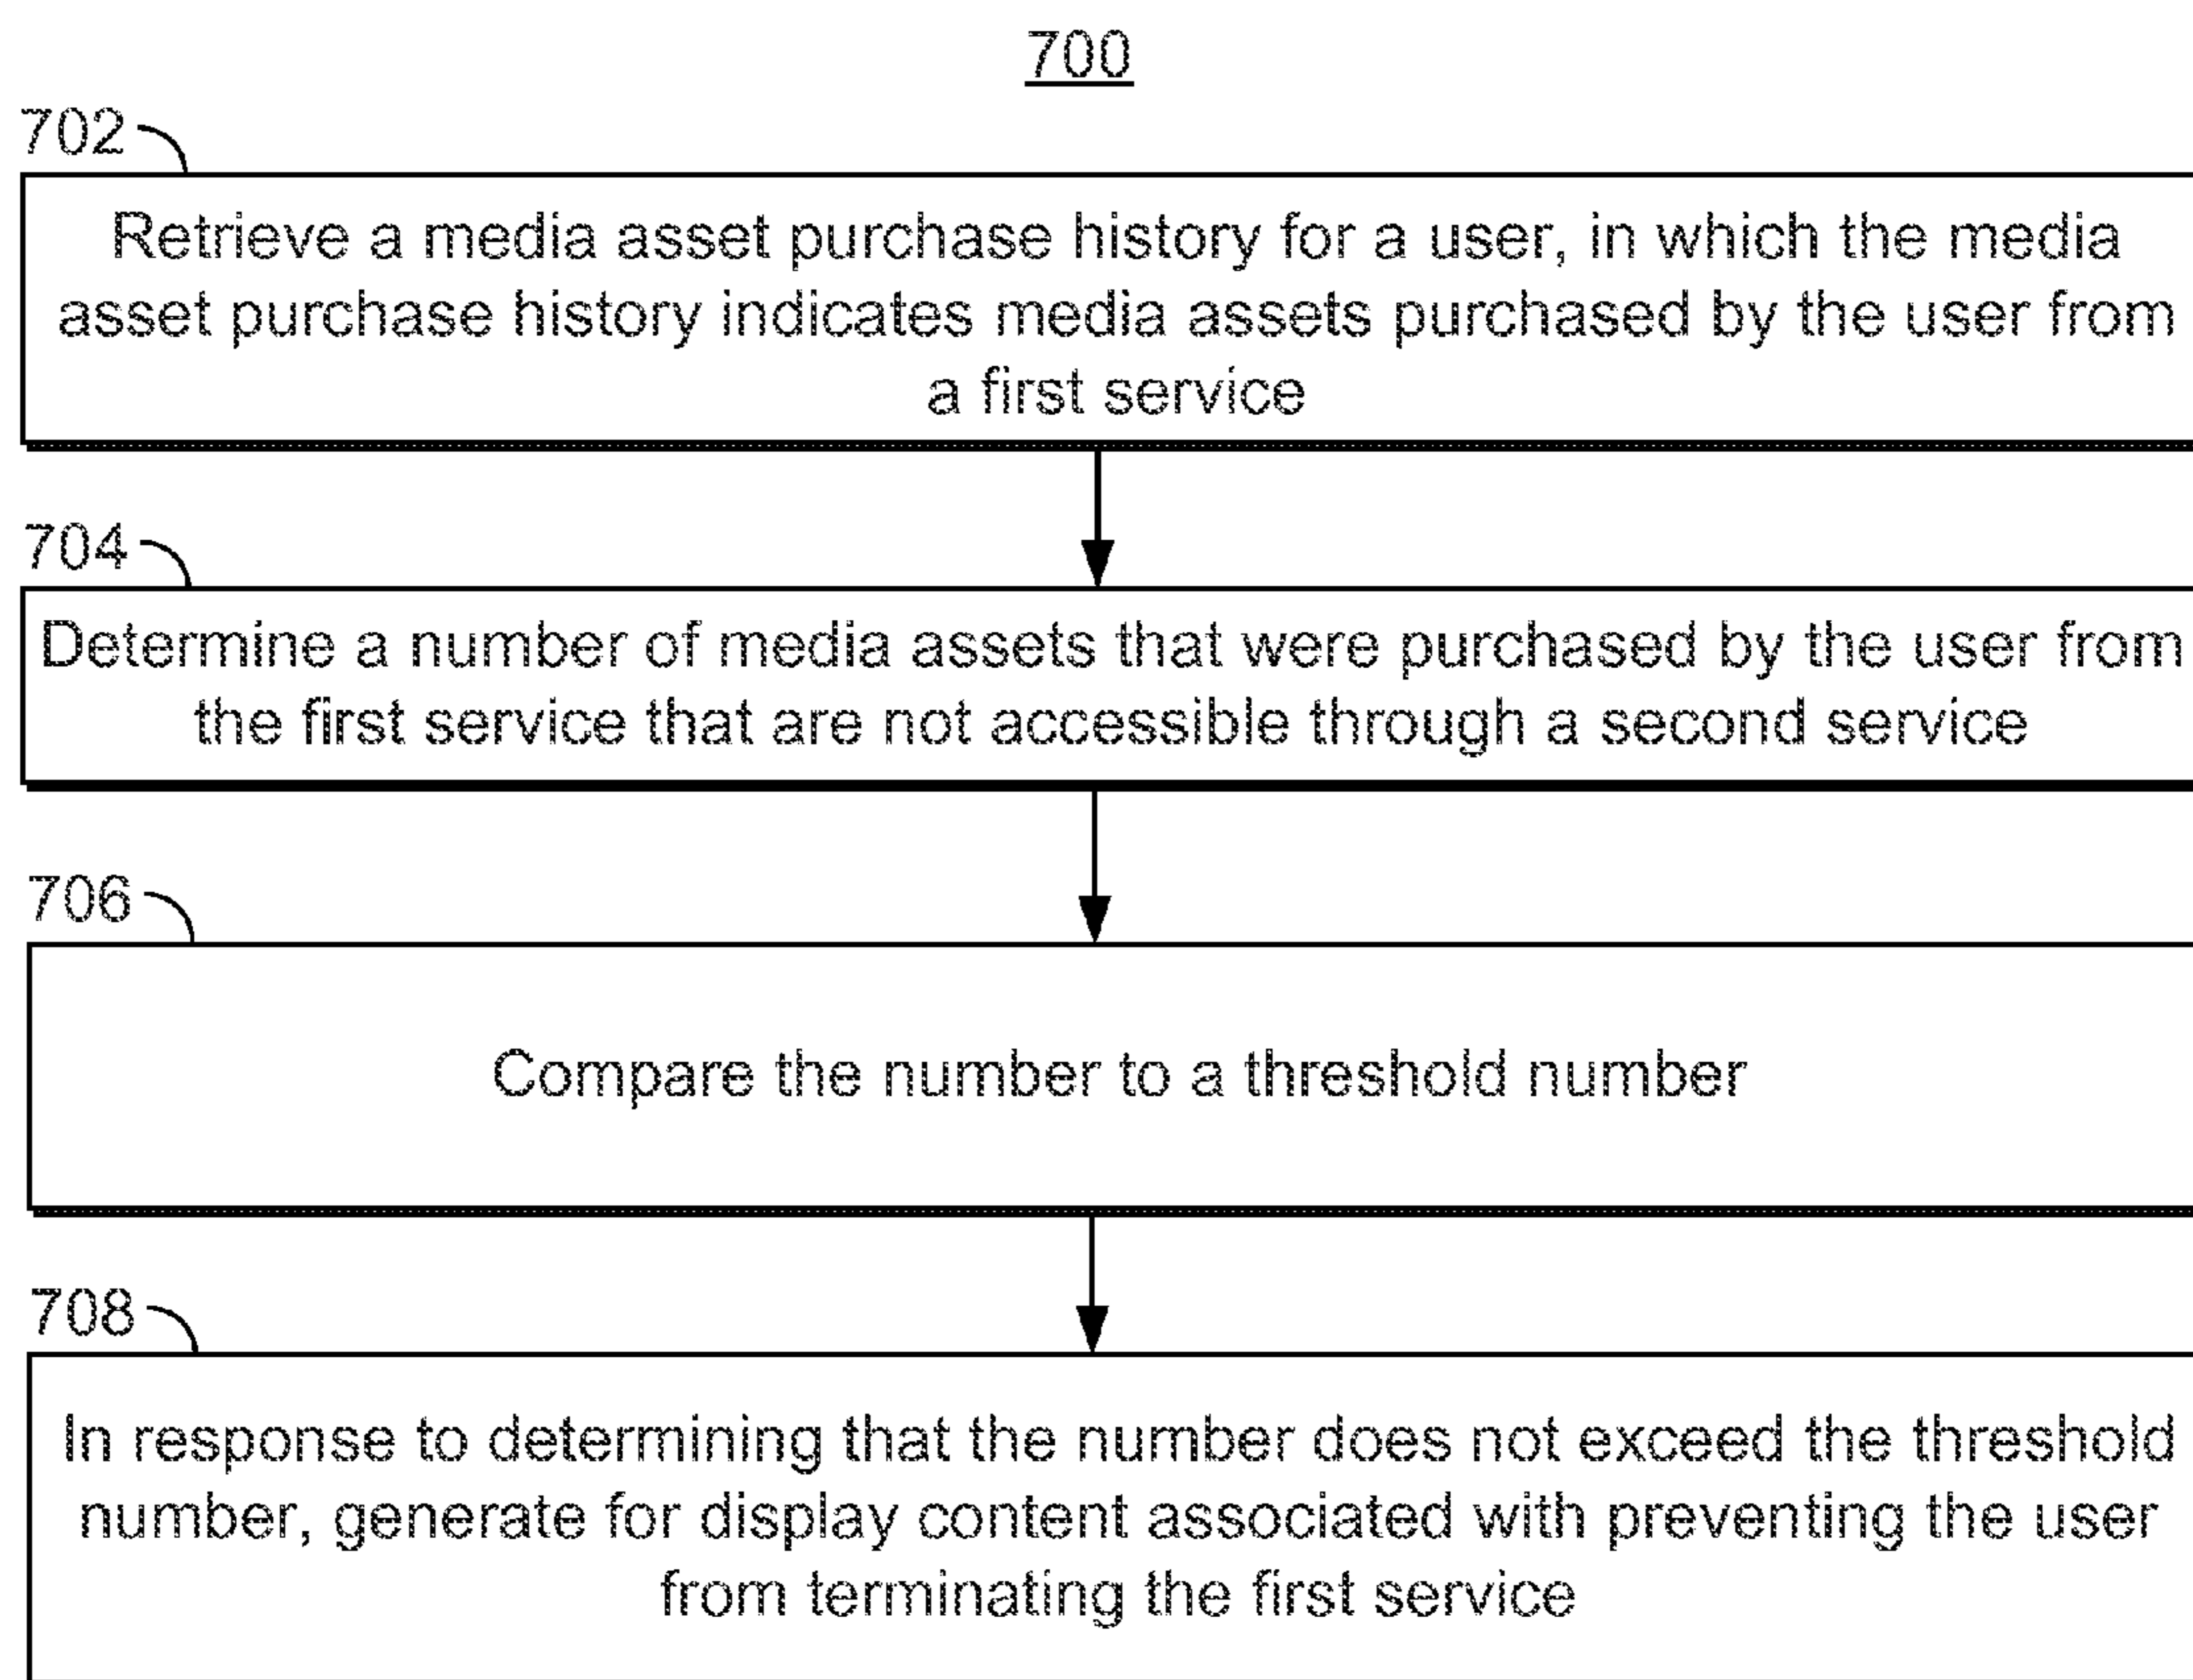 700
702
Retrieve a media asset purchase history for a user, in which the media
asset purchase history indicates media assets purchased by the user from
a first service
704
Determine a number of media assets that were purchased by the user from
the first service that are not accessible through a second service
706
Compare the number to a threshold number
708
In response to determining that the number does not exceed the threshold
number, generate for display content associated with preventing the user
from terminating the first service